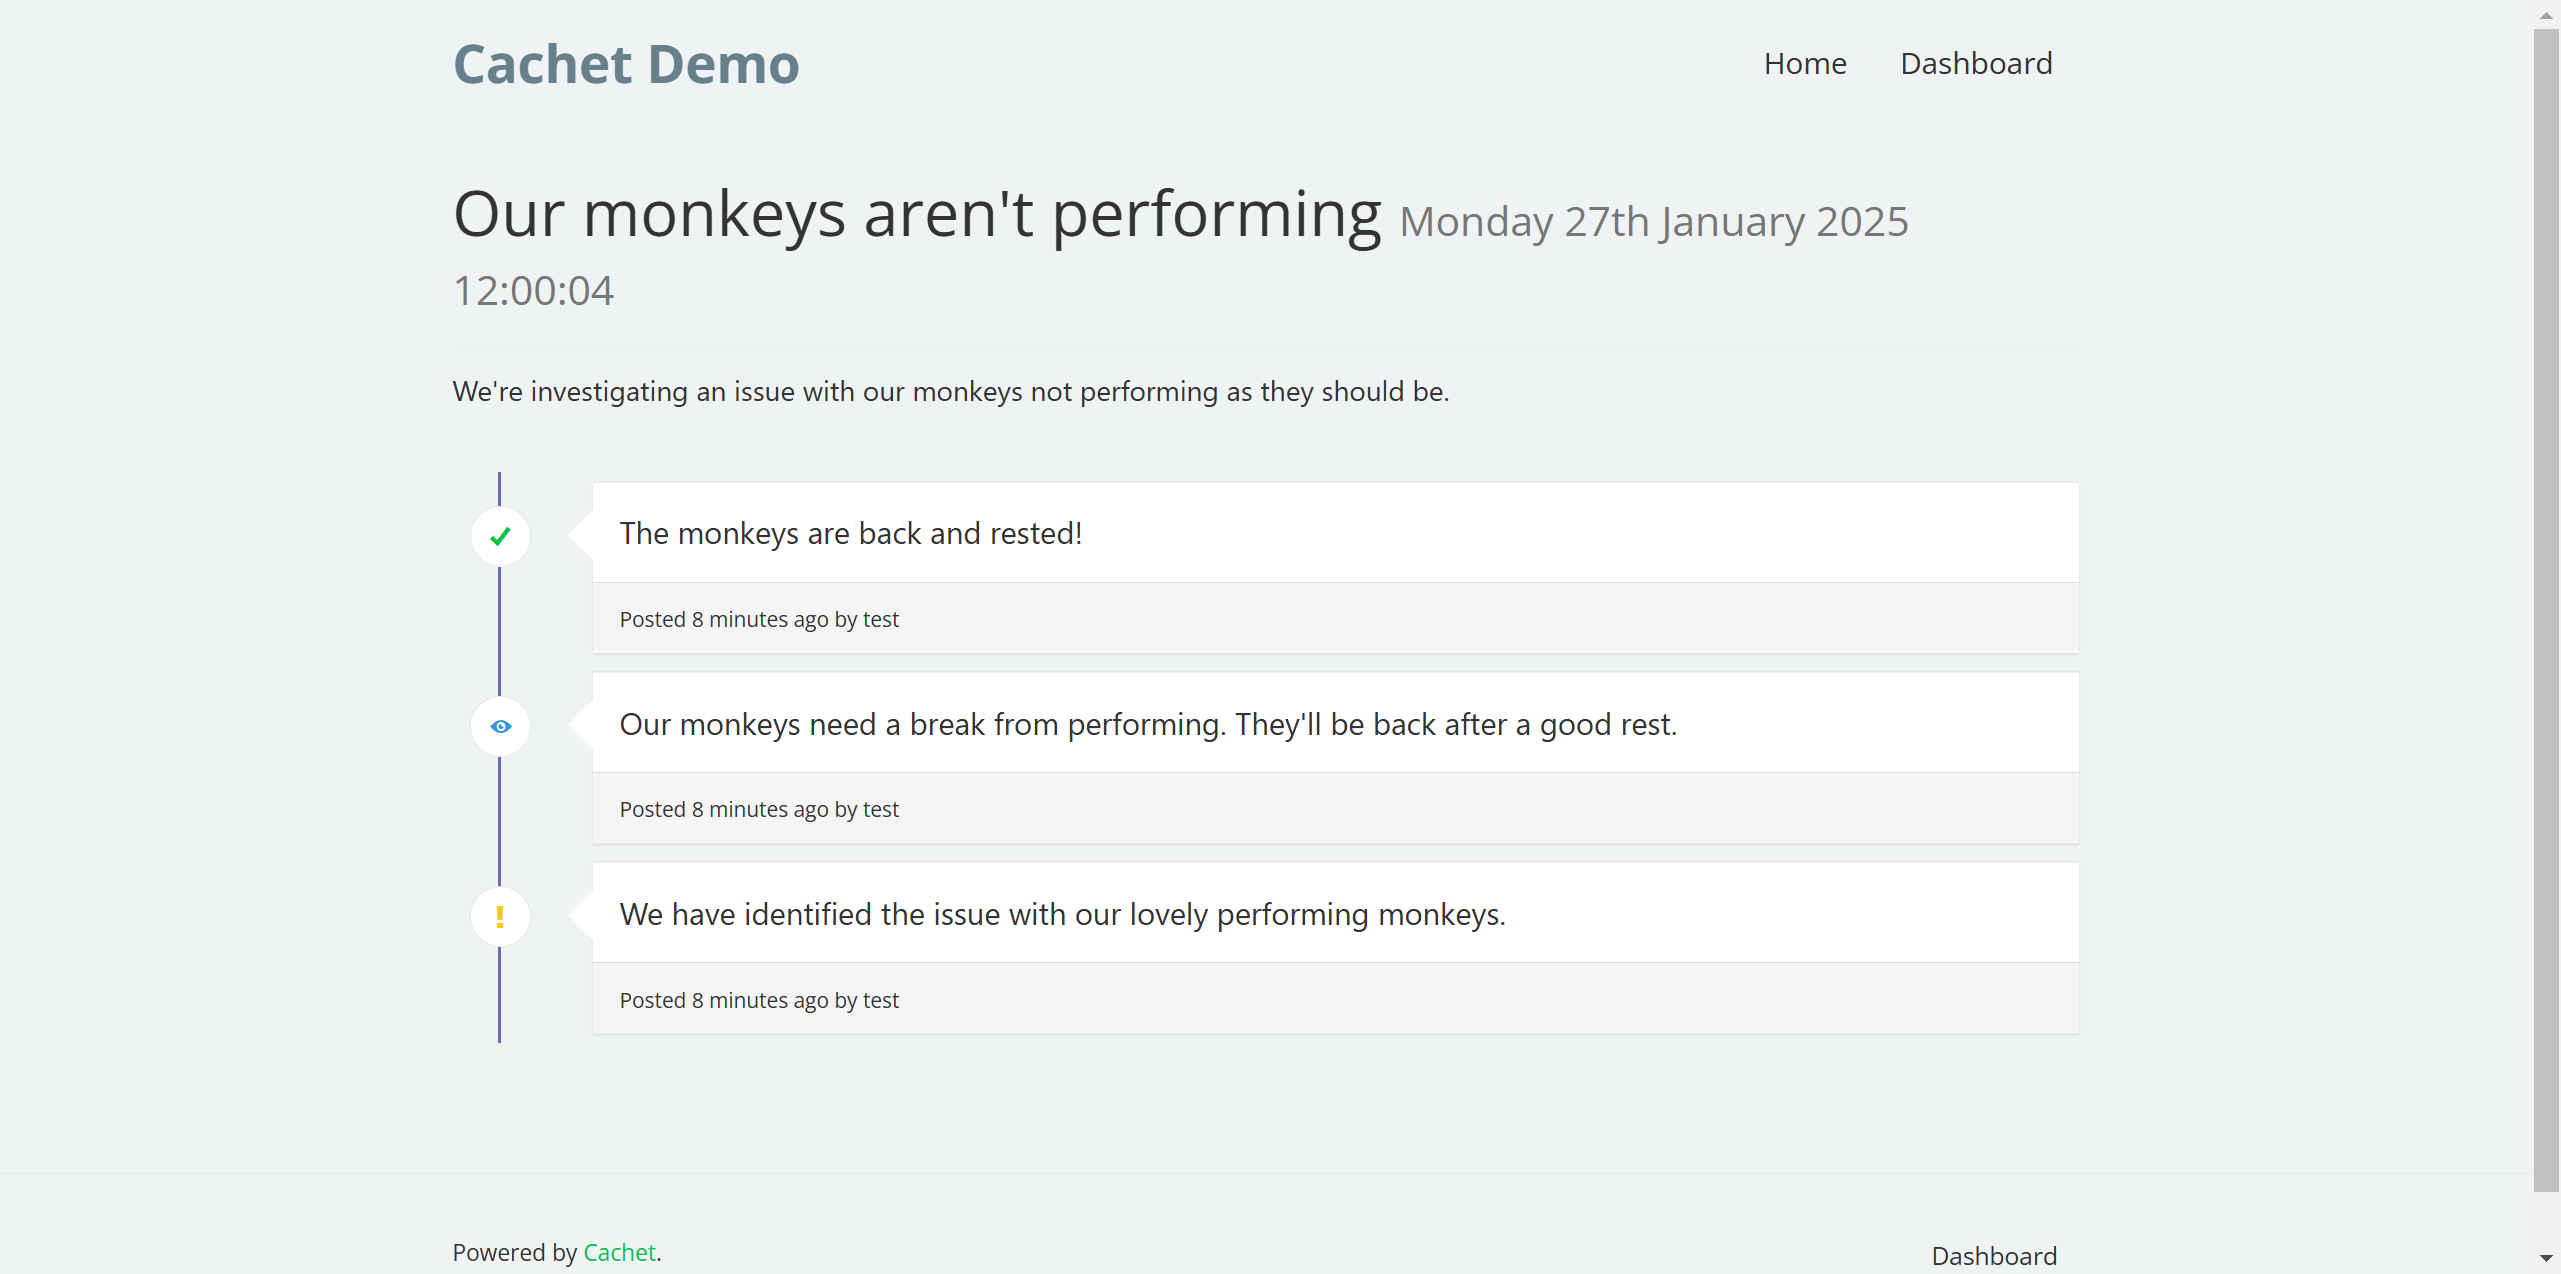 Cachet Demo
Home
Dashboard
Our monkeys aren't performing Monday 27th January 2025
12:00:04
We're investigating an issue with our monkeys not performing as they should be.
The monkeys are back and rested!
Posted 8 minutes ago by test
Our monkeys need a break from performing. They'll be back after a good rest.
Posted 8 minutes ago by test
We have identified the issue with our lovely performing monkeys.
Posted 8 minutes ago by test
Powered by Cachet.
Dashboard